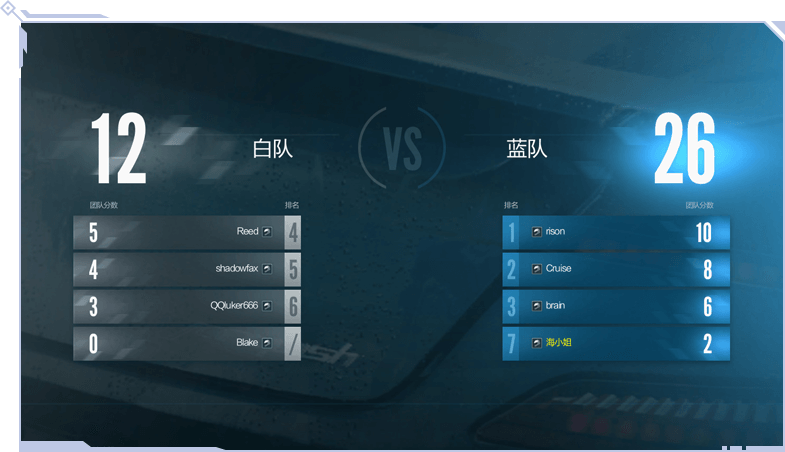 12
白队
VS
蓝队
26
团队分数
排名
排名
团队分数
5 Reed 4
1 rison 10
4 shadowfax 5
2 Cruise 8
3 QQluker666 6
3 brain 6
0 Blake /
7 海小姐 2